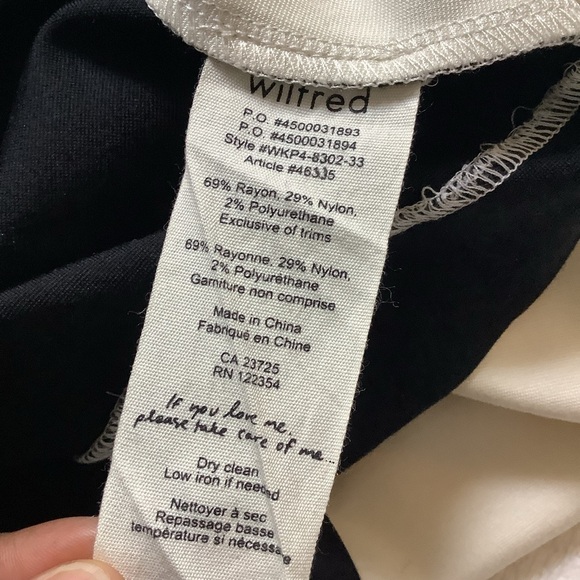 Wilfred
P.O. #4500031893
P.O. #4500031894
Style #WKP4-8302-33
Article #46335
69% Rayon, 29% Nylon,
2% Polyurethane
Exclusive of trims
69% Rayonne, 29% Nylon,
2% Polyuréthane
Garniture non comprise
Made in China
Fabriqué en Chine
CA 23725
RN 122354
If you love me,
please take care of me...
Dry clean
Low iron if needed
Nettoyer à sec
Repassage basse
température si nécessaire